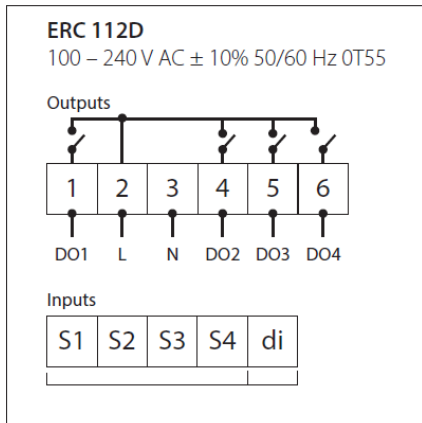 ERC 112D
100 – 240 V AC ± 10% 50/60 Hz 0T55
Outputs
1 2 3 4 5 6
DO1 L N DO2 DO3 DO4
Inputs
S1 S2 S3 S4 di